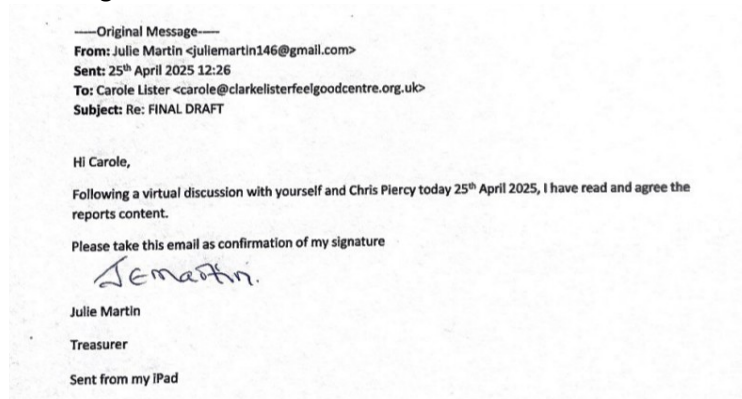 -----Original Message-----
From: Julie Martin <juliemartin146@gmail.com>
Sent: 25th April 2025 12:26
To: Carole Lister <carole@clarkelisterfeelgoodcentre.org.uk>
Subject: Re: FINAL DRAFT
Hi Carole,
Following a virtual discussion with yourself and Chris Piercy today 25th April 2025, I have read and agree the
reports content.
Please take this email as confirmation of my signature
JEMartin.
Julie Martin
Treasurer
Sent from my iPad